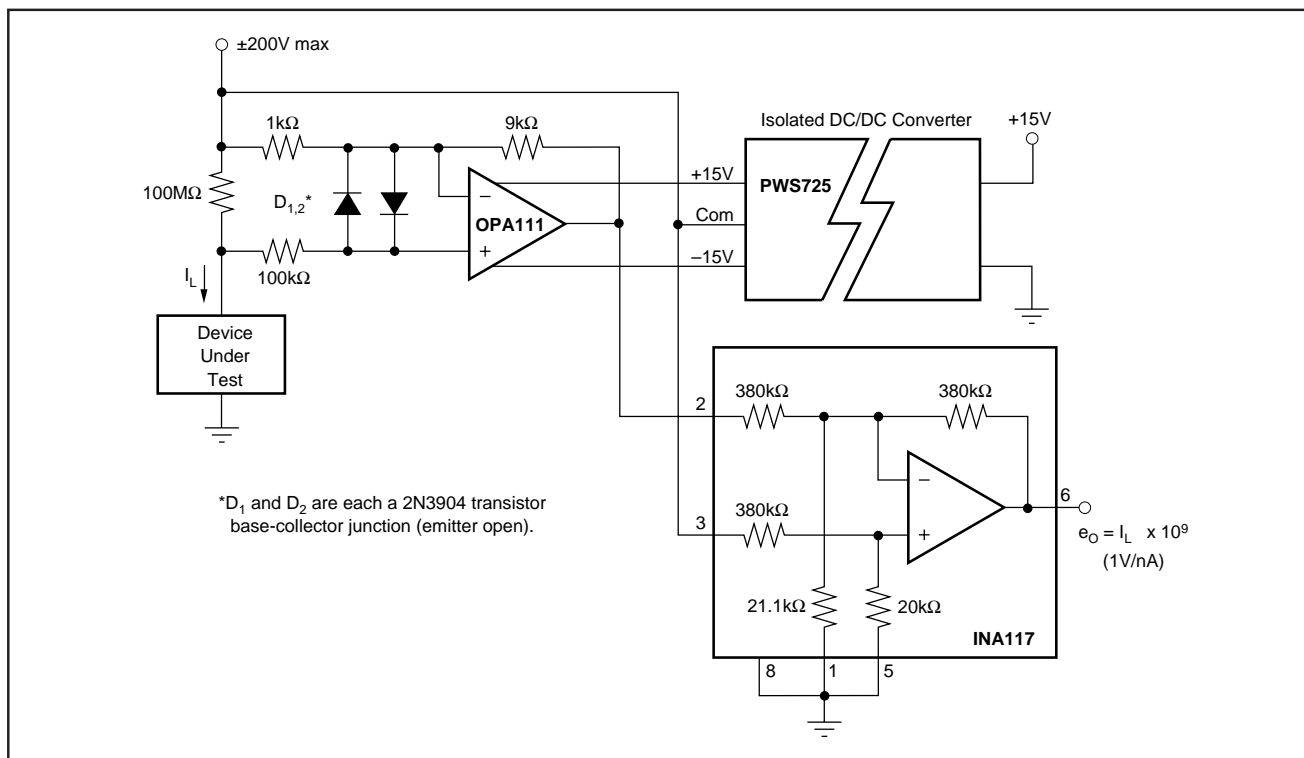 ±200V max
1kΩ
9kΩ
Isolated DC/DC Converter
+15V
100MΩ
D1,2*
+15V
PWS725
–
OPA111
Com
+
–15V
100kΩ
IL
Device
Under
Test
380kΩ
380kΩ
2
–
6
*D1 and D2 are each a 2N3904 transistor
base-collector junction (emitter open).
3
380kΩ
+
eO = IL x 10⁹
(1V/nA)
21.1kΩ
20kΩ
INA117
8
1
5